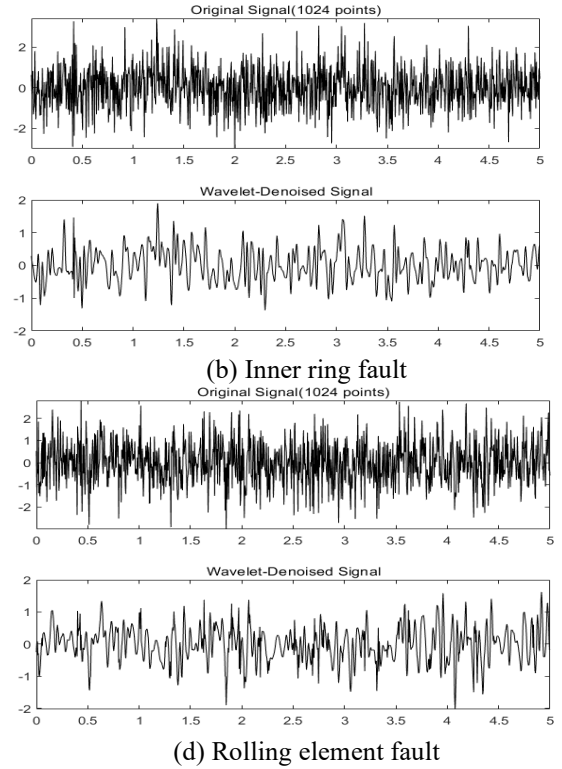 Original Signal(1024 points)
2
0
-2
0 0.5 1 1.5 2 2.5 3 3.5 4 4.5 5
Wavelet-Denoised Signal
2
1
0
-1
-2
0 0.5 1 1.5 2 2.5 3 3.5 4 4.5 5
(b) Inner ring fault
Original Signal(1024 points)
2
1
0
-1
-2
0 0.5 1 1.5 2 2.5 3 3.5 4 4.5 5
Wavelet-Denoised Signal
2
1
0
-1
-2
0 0.5 1 1.5 2 2.5 3 3.5 4 4.5 5
(d) Rolling element fault